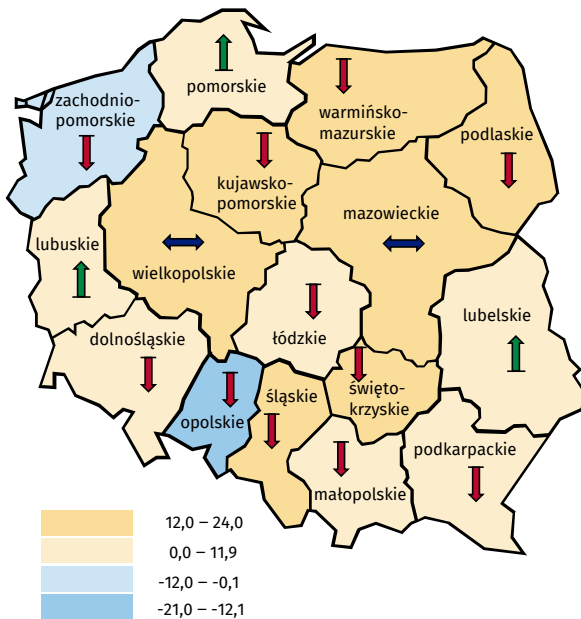 pomorskie
zachodnio-
pomorskie
warmińsko-
mazurskie
podlaskie
kujawsko-
pomorskie
mazowieckie
lubuskie
wielkopolskie
lubelskie
dolnośląskie
łódzkie
opolskie
śląskie
święto-
krzyskie
podkarpackie
małopolskie
12,0 – 24,0
0,0 – 11,9
-12,0 – -0,1
-21,0 – -12,1